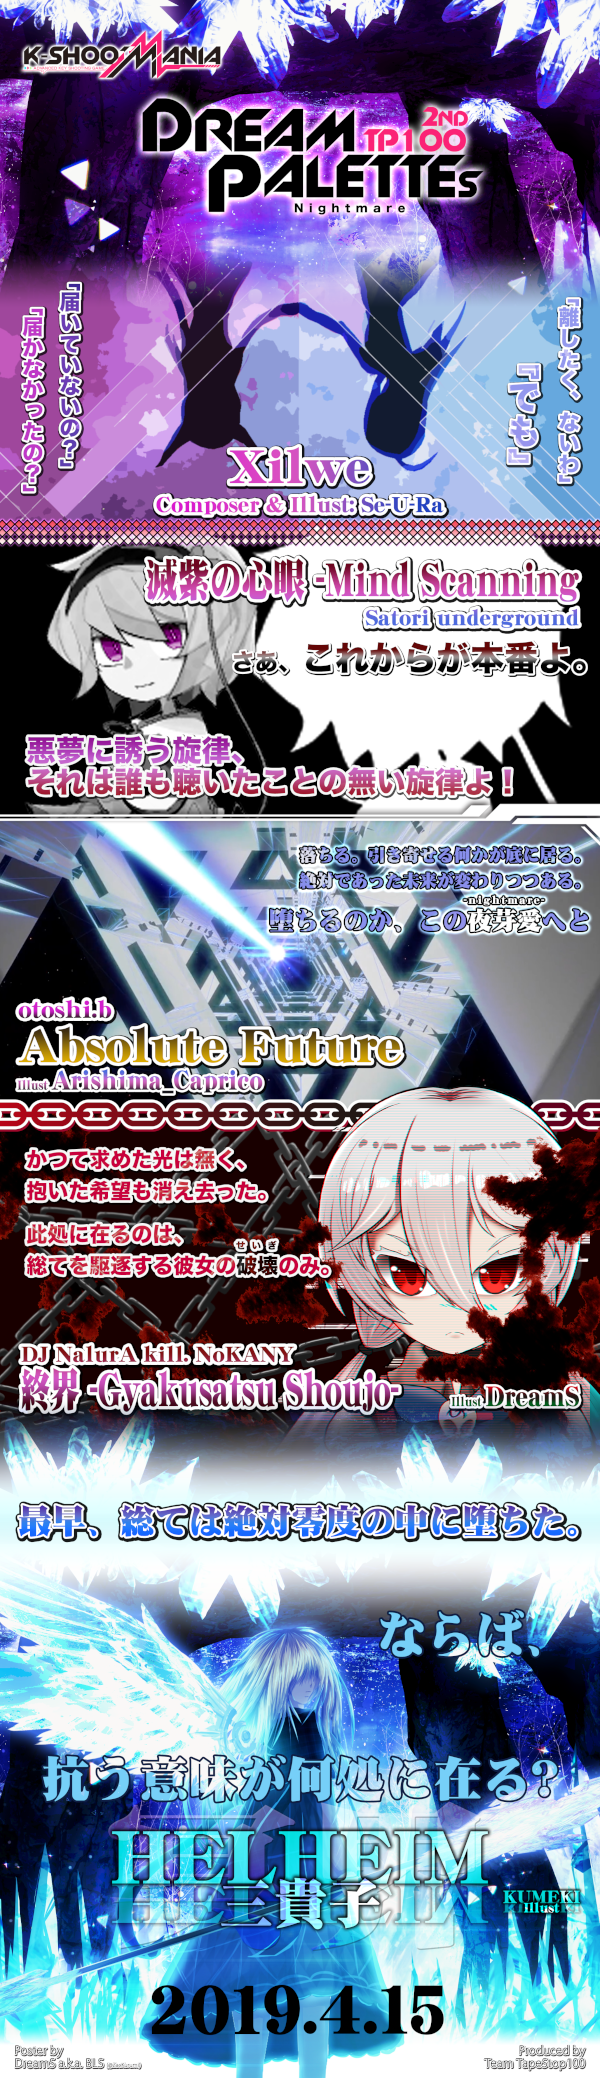 K-SHOOT MANIA
DREAM
2ND
TP100
PALETTES
Nightmare
『届いていないの？』
『届かなかったの？』
『離したく、ないわ』
『でも』
Xilwe
Composer & Illust: Se-U-Ra
滅紫の心眼 -Mind Scanning
Satori underground
さあ、これからが本番よ。
悪夢に誘う旋律、
それは誰も聴いたことの無い旋律よ！
落ちる。引き寄せる何かが底に居る。
絶対であった未来が変わりつつある。
-nightmare-
堕ちるのか、この夜芽愛へと
otoshi.b
Absolute Future
Illust Arishima_Caprico
かつて求めた光は無く、
抱いた希望も消え去った。
此処に在るのは、
せいぎ
総てを駆逐する彼女の破壊のみ。
DJ NalurA kill. NoKANY
終界 -Gyakusatsu Shoujo-
Illust DreamS
最早、総ては絶対零度の中に堕ちた。
ならば、
抗う意味が何処に在る?
HELHEIM
三貴子
KUMEKI
Illust
2019.4.15
Poster by
DreamS a.k.a. BLS
Produced by
Team TapeStop100